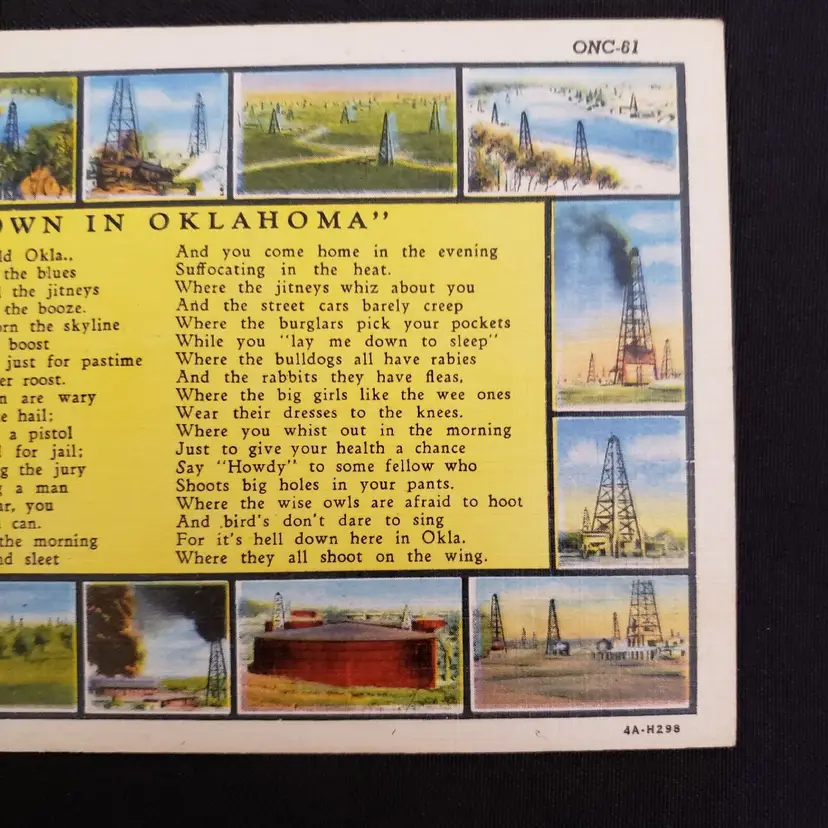 ONC-81
OWN IN OKLAHOMA"
ld Okla..
the blues
the jitneys
the booze.
orn the skyline
boost
just for pastime
er roost.
n are wary
e hail;
a pistol
for jail;
g the jury
g a man
ar, you
can.
the morning
nd sleet
And you come home in the evening
Suffocating in the heat.
Where the jitneys whiz about you
And the street cars barely creep
Where the burglars pick your pockets
While you "lay me down to sleep"
Where the bulldogs all have rabies
And the rabbits they have fleas,
Where the big girls like the wee ones
Wear their dresses to the knees.
Where you whist out in the morning
Just to give your health a chance
Say "Howdy" to some fellow who
Shoots big holes in your pants.
Where the wise owls are afraid to hoot
And bird's don't dare to sing
For it's hell down here in Okla.
Where they all shoot on the wing.
4A-H298